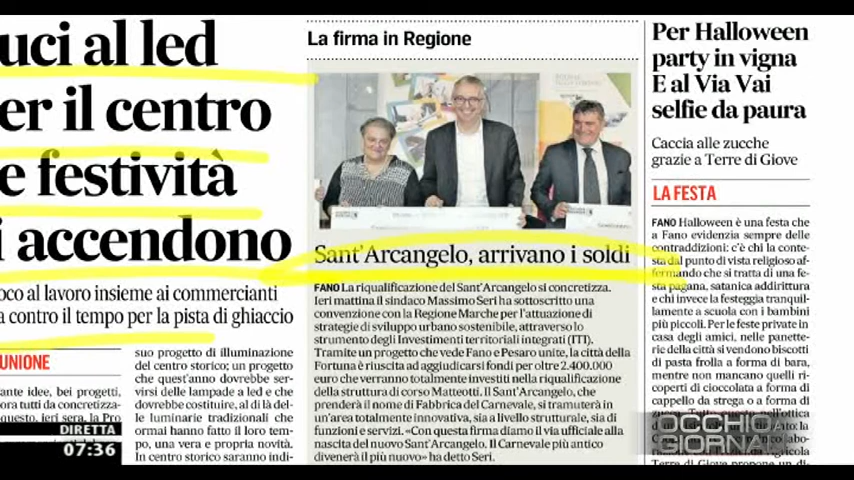 uci al led
er il centro
e festività
i accendono
oco al lavoro insieme ai commercianti
a contro il tempo per la pista di ghiaccio
UNIONE
ante idee, bei progetti,
ora tutti da concretizza-
questo, ieri sera, la Pro
suo progetto di illuminazione
del centro storico; un progetto
che quest'anno dovrebbe ser-
virsi delle lampade a led e che
dovrebbe costituire, al di là del-
le luminarie tradizionali che
ormai hanno fatto il loro tem-
po, una vera e propria novità.
In centro storico saranno indi-
La firma in Regione
Sant'Arcangelo, arrivano i soldi
FANO La riqualificazione del Sant'Arcangelo si concretizza.
Ieri mattina il sindaco Massimo Seri ha sottoscritto una
convenzione con la Regione Marche per l'attuazione di
strategie di sviluppo urbano sostenibile, attraverso lo
strumento degli Investimenti territoriali integrati (ITI).
Tramite un progetto che vede Fano e Pesaro unite, la città della
Fortuna è riuscita ad aggiudicarsi fondi per oltre 2.400.000
euro che verranno totalmente investiti nella riqualificazione
della struttura di corso Matteotti. Il Sant'Arcangelo, che
prenderà il nome di Fabbrica del Carnevale, si tramuterà
in un'area totalmente innovativa, sia a livello strutturale, sia di
funzioni e servizi. «Con questa firma diamo il via ufficiale alla
nascita del nuovo Sant'Arcangelo. Il Carnevale più antico
divenderà il più nuovo» ha detto Seri.
Per Halloween
party in vigna
E al Via Vai
selfie da paura
Caccia alle zucche
grazie a Terre di Giove
LA FESTA
FANO Halloween è una festa che
a Fano evidenzia sempre delle
contraddizioni: c'è chi la conte-
sta dal punto di vista religioso af-
fermando che si tratta di una fe-
sta pagana, satanica addirittura
e chi invece la festeggia tranquil-
lamente a scuola con i bambini
più piccoli. Per le feste private in
casa degli amici, nelle panette-
rie della città si vendono biscotti
di pasta frolla a forma di bara,
mentre non mancano quelli ri-
coperti di cioccolata a forma di
cappello da strega o a forma di
zucca. Tutto questo nell'ottica
Terre di Giove propone un di-
DIRETTA
07:36
OCCHIO A
GIORNAL